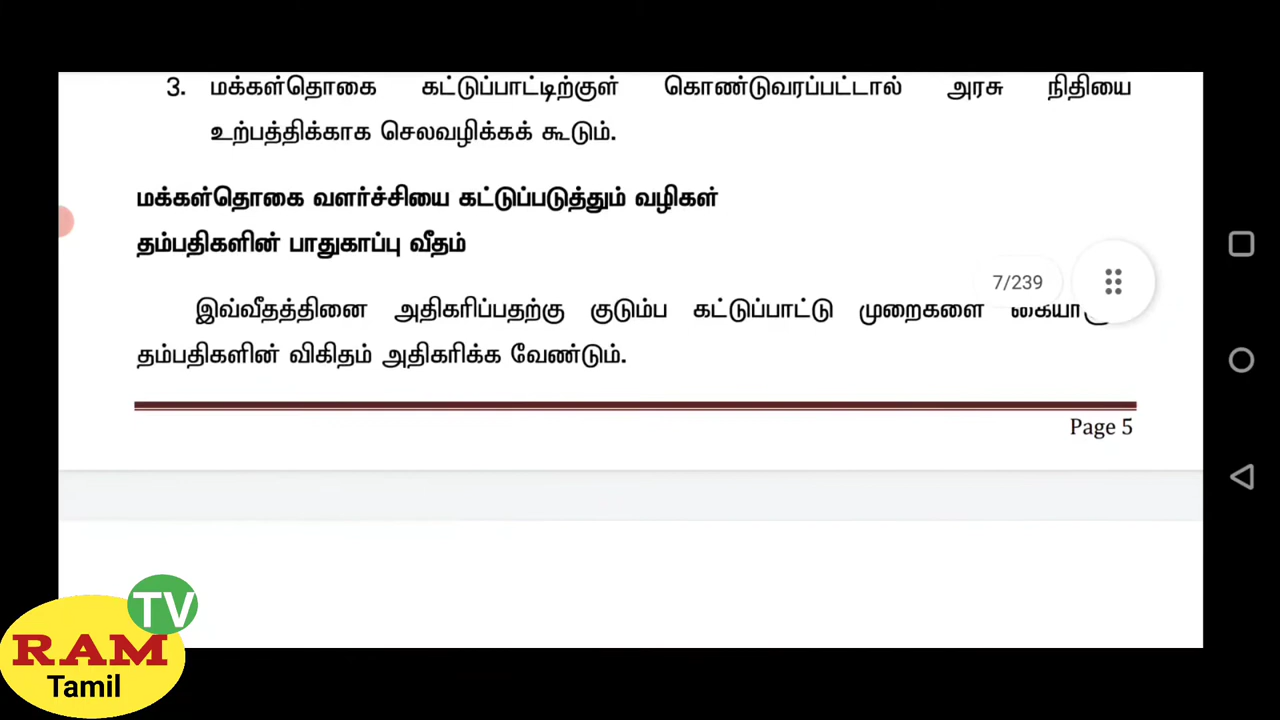 3. மக்கள்தொகை கட்டுப்பாட்டிற்குள் கொண்டுவரப்பட்டால் அரசு நிதியை
உற்பத்திக்காக செலவழிக்கக் கூடும்.
மக்கள்தொகை வளர்ச்சியை கட்டுப்படுத்தும் வழிகள்
தம்பதிகளின் பாதுகாப்பு வீதம்
7/239
இவ்வீதத்தினை அதிகரிப்பதற்கு குடும்ப கட்டுப்பாட்டு முறைகளை
தம்பதிகளின் விகிதம் அதிகரிக்க வேண்டும்.
Page 5
TV
RAM
Tamil